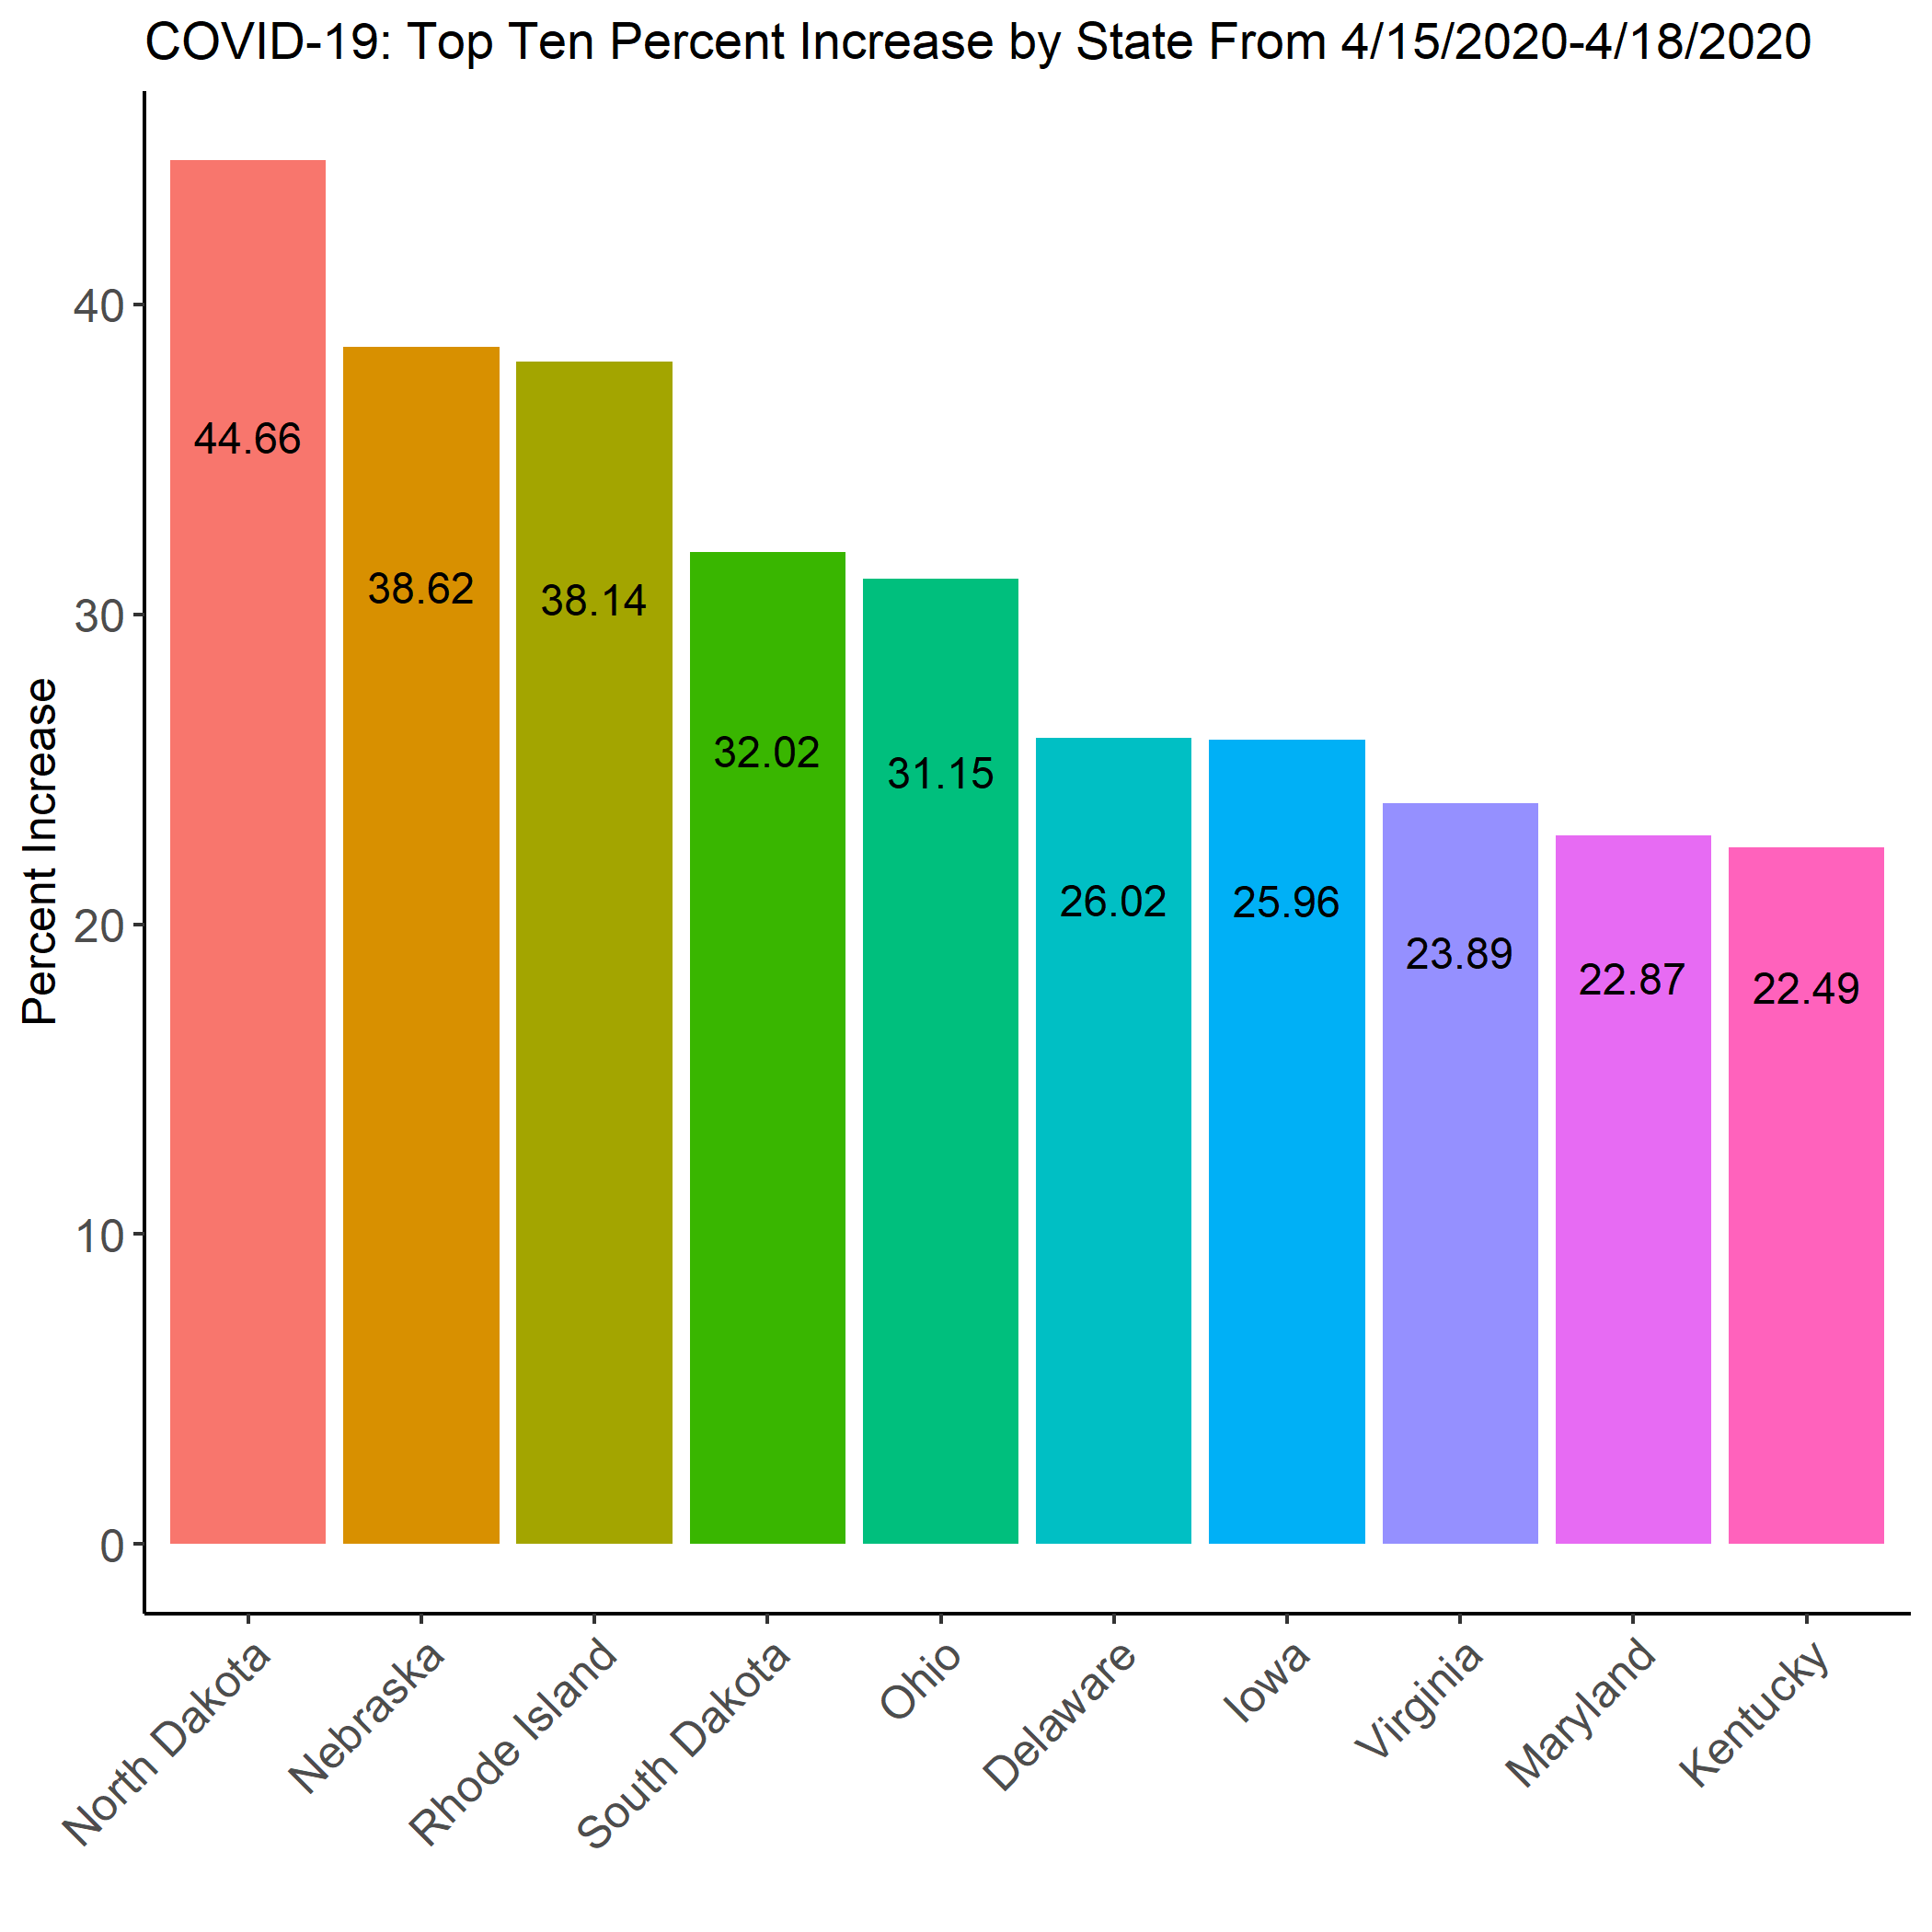 COVID-19: Top Ten Percent Increase by State From 4/15/2020-4/18/2020
Percent Increase
40
30
20
10
0
44.66
38.62
38.14
32.02
31.15
26.02
25.96
23.89
22.87
22.49
North Dakota
Nebraska
Rhode Island
South Dakota
Ohio
Delaware
Iowa
Virginia
Maryland
Kentucky